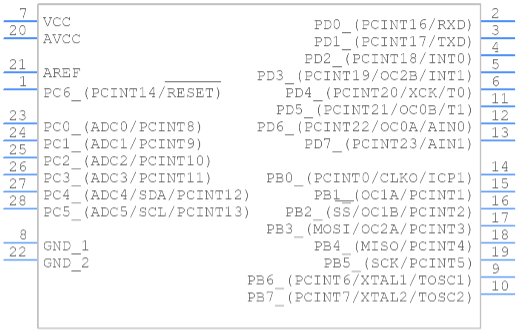 7 VCC
20 AVCC
21 AREF
1 PC6_(PCINT14/RESET)
23 PC0_(ADC0/PCINT8)
24 PC1_(ADC1/PCINT9)
25 PC2_(ADC2/PCINT10)
26 PC3_(ADC3/PCINT11)
27 PC4_(ADC4/SDA/PCINT12)
28 PC5_(ADC5/SCL/PCINT13)
8 GND_1
22 GND_2
PD0_(PCINT16/RXD) 2
PD1_(PCINT17/TXD) 3
PD2_(PCINT18/INT0) 4
PD3_(PCINT19/OC2B/INT1) 5
PD4_(PCINT20/XCK/T0) 6
PD5_(PCINT21/OC0B/T1) 11
PD6_(PCINT22/OC0A/AIN0) 12
PD7_(PCINT23/AIN1) 13
PB0_(PCINT0/CLKO/ICP1) 14
PB1_(OC1A/PCINT1) 15
PB2_(SS/OC1B/PCINT2) 16
PB3_(MOSI/OC2A/PCINT3) 17
PB4_(MISO/PCINT4) 18
PB5_(SCK/PCINT5) 19
PB6_(PCINT6/XTAL1/TOSC1) 9
PB7_(PCINT7/XTAL2/TOSC2) 10